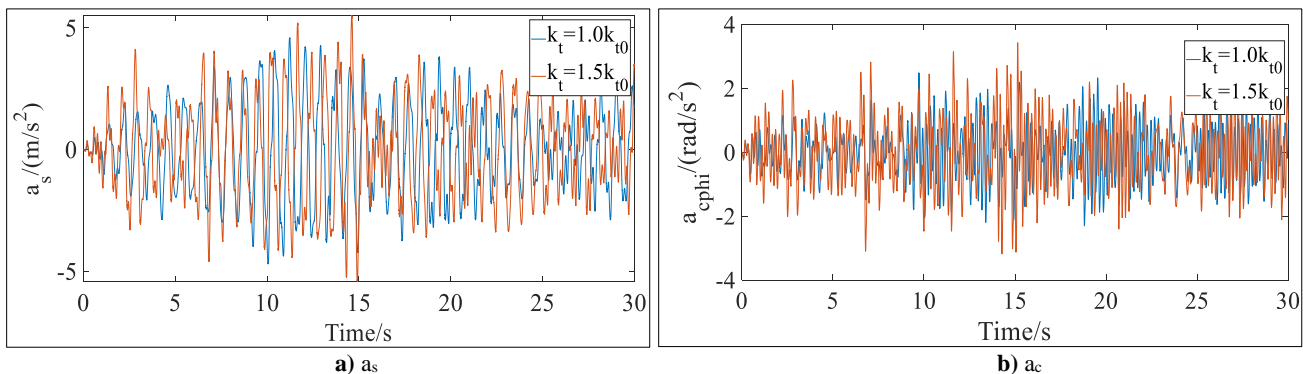 5
0
-5
a_s/(m/s²)
k_t=1.0k_t0
k_t=1.5k_t0
0 5 10 15 20 25 30
Time/s
a) a_s
4
2
0
-2
-4
a_cphi./(rad/s²)
k_t=1.0k_t0
k_t=1.5k_t0
0 5 10 15 20 25 30
Time/s
b) a_c